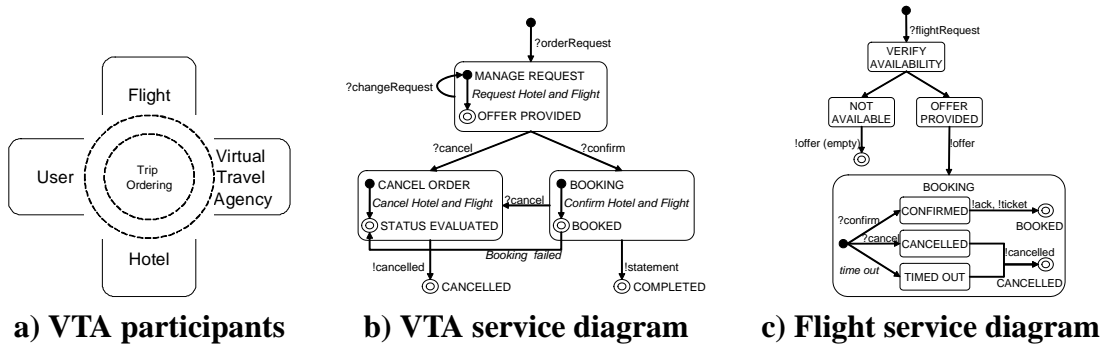 Flight
User
Trip
Ordering
Virtual
Travel
Agency
Hotel
a) VTA participants
?orderRequest
MANAGE REQUEST
?changeRequest
Request Hotel and Flight
OFFER PROVIDED
?cancel
?confirm
CANCEL ORDER
Cancel Hotel and Flight
STATUS EVALUATED
?cancel
BOOKING
Confirm Hotel and Flight
BOOKED
Booking failed
!cancelled
!statement
CANCELLED
COMPLETED
b) VTA service diagram
?flightRequest
VERIFY
AVAILABILITY
NOT
AVAILABLE
OFFER
PROVIDED
!offer (empty)
!offer
BOOKING
?confirm
CONFIRMED
!ack, !ticket
BOOKED
?cancel
CANCELLED
!cancelled
time out
TIMED OUT
CANCELLED
c) Flight service diagram